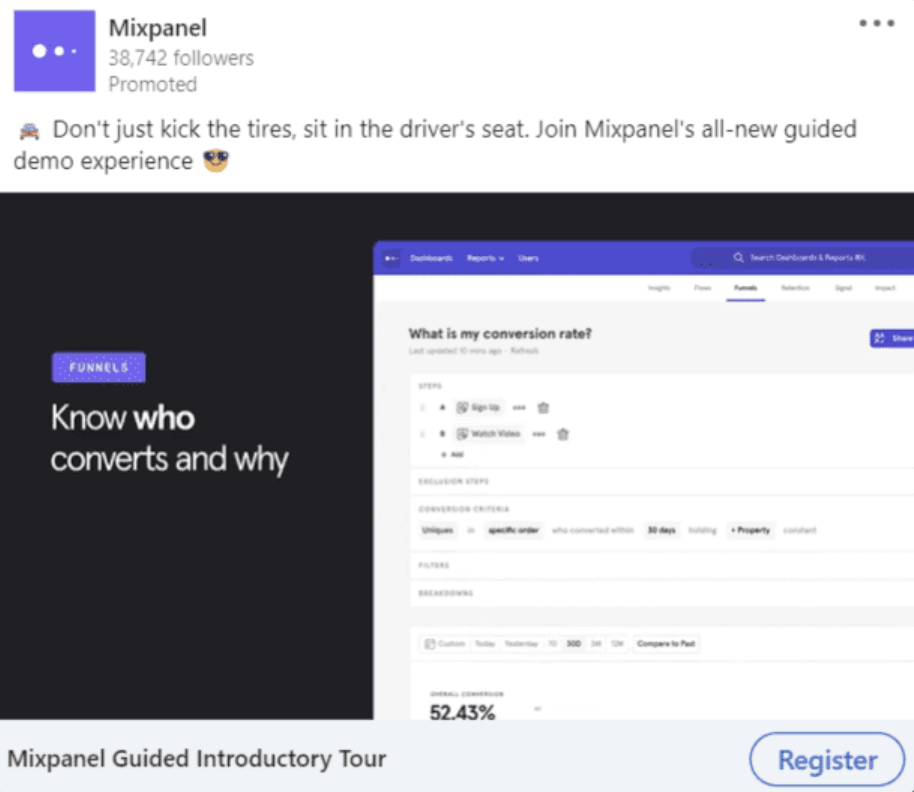 Mixpanel
38,742 followers
Promoted
Don't just kick the tires, sit in the driver's seat. Join Mixpanel's all-new guided
demo experience
Dashboards Reports Users Search Dashboards & Reports ⌘K
Insights Flows Funnels Retention Signal Impact
What is my conversion rate?
Last updated 10 mins ago - Refresh
Share
FUNNELS
Know who
converts and why
STEPS
A Sign Up
B Watch Video
+ Add
EXCLUSION STEPS
CONVERSION CRITERIA
Uniques in specific order who converted within 30 days holding + Property constant
FILTERS
BREAKDOWNS
Custom Today Yesterday 7D 30D 3M 12M Compare to Past
OVERALL CONVERSION
52.43%
Mixpanel Guided Introductory Tour
Register